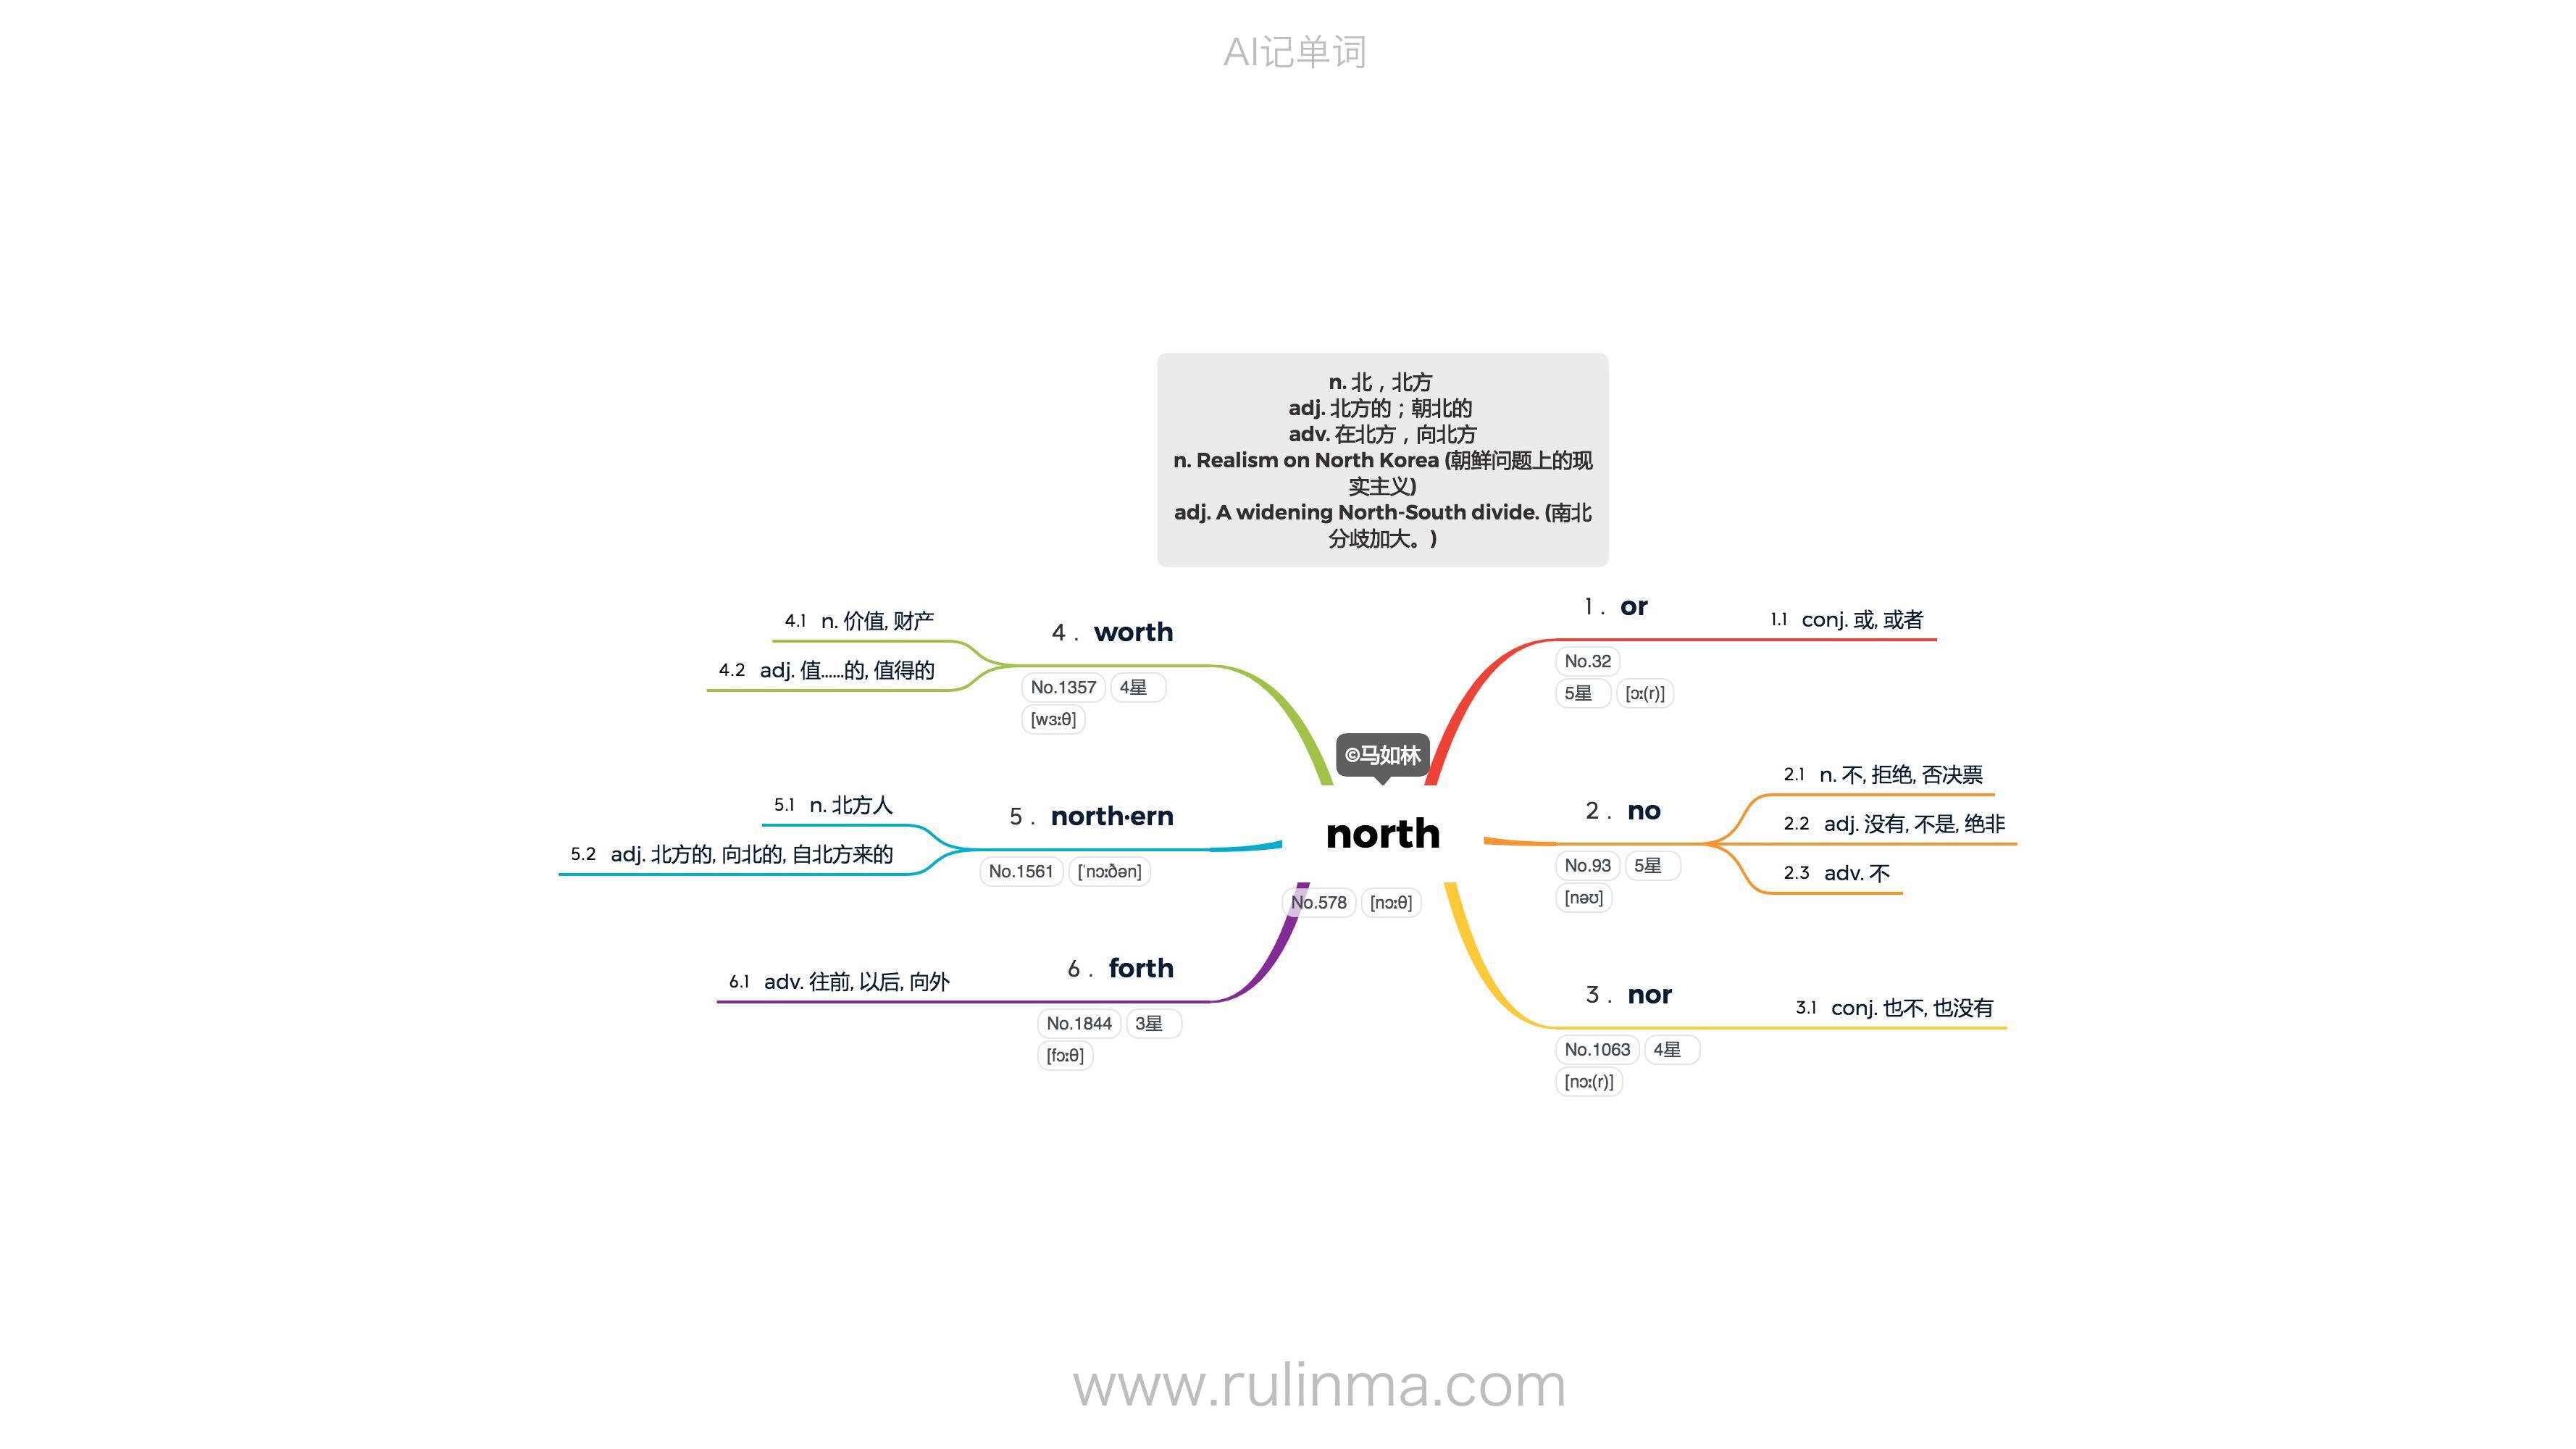 AI记单词
n. 北，北方
adj. 北方的；朝北的
adv. 在北方，向北方
n. Realism on North Korea (朝鲜问题上的现
实主义)
adj. A widening North-South divide. (南北
分歧加大。)
©马如林
north
No.578 [nɔːθ]
1 . or
No.32
5星 [ɔː(r)]
1.1 conj. 或, 或者
2 . no
No.93 5星
[nəʊ]
2.1 n. 不, 拒绝, 否决票
2.2 adj. 没有, 不是, 绝非
2.3 adv. 不
3 . nor
No.1063 4星
[nɔː(r)]
3.1 conj. 也不, 也没有
4 . worth
No.1357 4星
[wɜːθ]
4.1 n. 价值, 财产
4.2 adj. 值……的, 值得的
5 . north·ern
No.1561 [ˈnɔːðən]
5.1 n. 北方人
5.2 adj. 北方的, 向北的, 自北方来的
6 . forth
No.1844 3星
[fɔːθ]
6.1 adv. 往前, 以后, 向外
www.rulinma.com